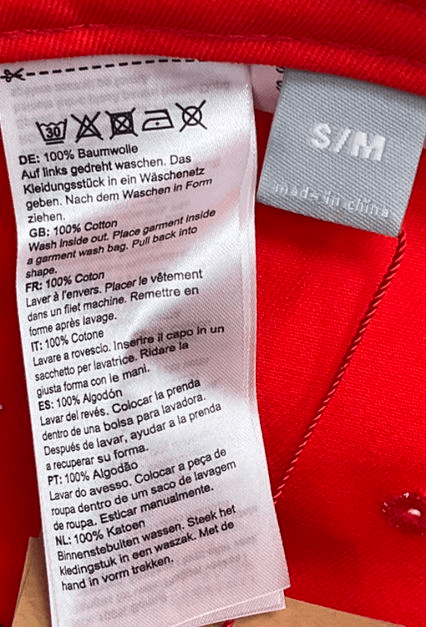 30
DE: 100% Baumwolle
Auf links gedreht waschen. Das
Kleidungsstück in ein Wäschenetz
geben. Nach dem Waschen in Form
ziehen.
GB: 100% Cotton
Wash Inside out. Place garment inside
a garment wash bag. Pull back into
shape.
FR: 100% Coton
Laver à l'envers. Placer le vêtement
dans un filet machine. Remettre en
forme après lavage.
IT: 100% Cotone
Lavare a rovescio. Inserire il capo in un
sacchetto per lavatrice. Ridare la
giusta forma con le mani.
ES: 100% Algodón
Lavar del revés. Colocar la prenda
dentro de una bolsa para lavadora.
Después de lavar, ayudar a la prenda
a recuperar su forma.
PT: 100% Algodão
Lavar do avesso. Colocar a peça de
roupa dentro de um saco de lavagem
de roupa. Esticar manualmente.
NL: 100% Katoen
Binnenstebuiten wassen. Steek het
kledingstuk in een waszak. Met de
hand in vorm trekken.
S/M
made in china